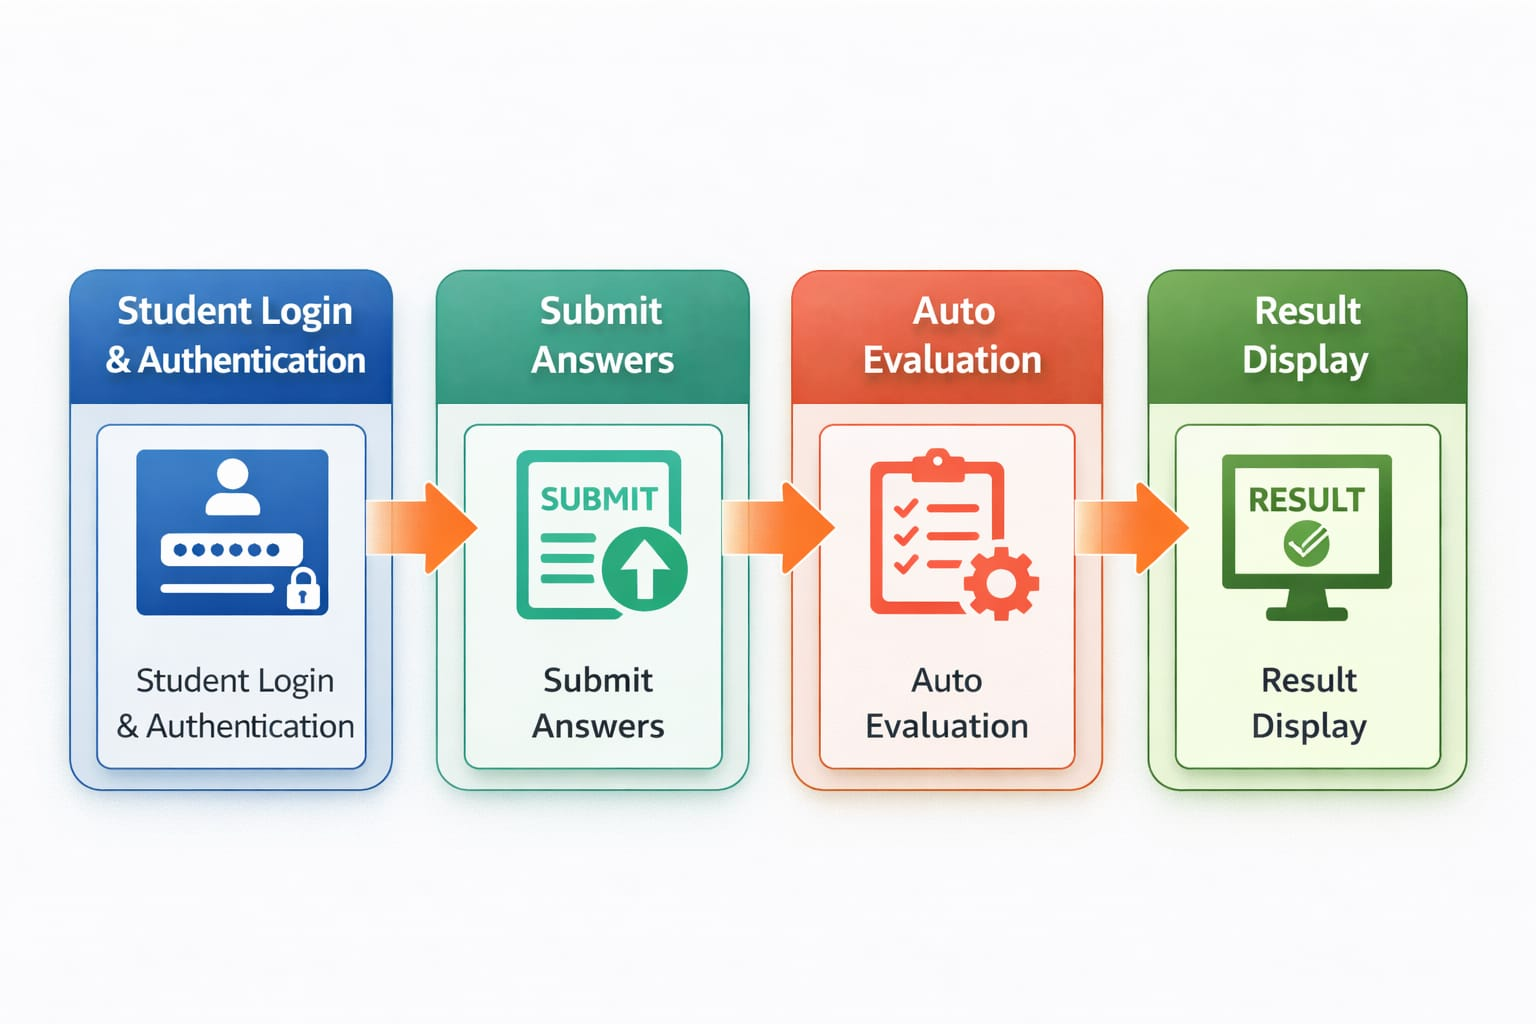 Student Login
& Authentication
Student Login
& Authentication
Submit
Answers
SUBMIT
Submit
Answers
Auto
Evaluation
Auto
Evaluation
Result
Display
RESULT
Result
Display